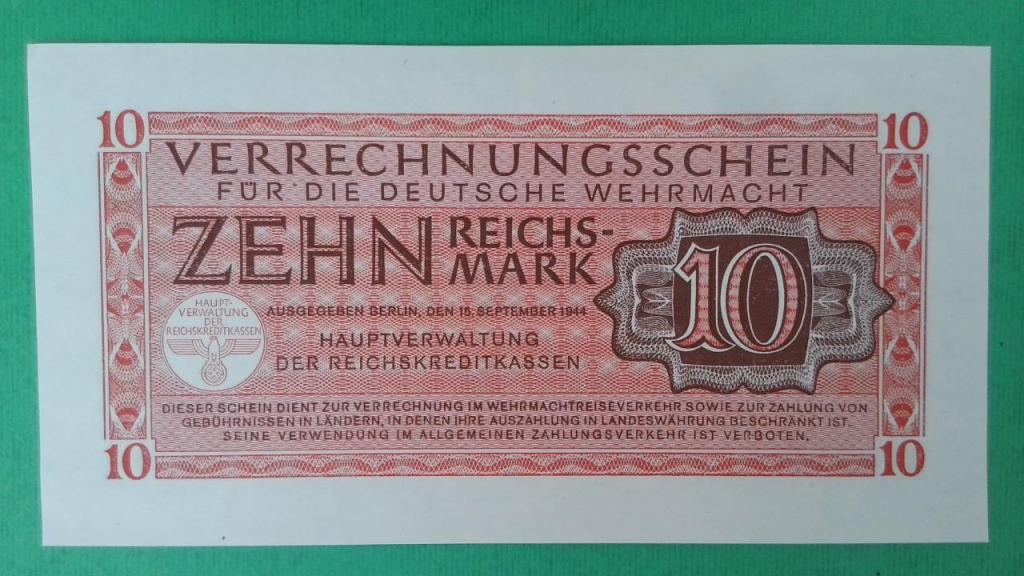 10 10
VERRECHNUNGSSCHEIN
FÜR DIE DEUTSCHE WEHRMACHT
ZEHN REICHS-
MARK
10
HAUPT-
VERWALTUNG
DER
REICHSKREDITKASSEN
AUSGEGEBEN BERLIN, DEN 15. SEPTEMBER 1944
HAUPTVERWALTUNG
DER REICHSKREDITKASSEN
DIESER SCHEIN DIENT ZUR VERRECHNUNG IM WEHRMACHTREISEVERKEHR SOWIE ZUR ZAHLUNG VON
GEBÜHRNISSEN IN LÄNDERN, IN DENEN IHRE AUSZAHLUNG IN LANDESWÄHRUNG BESCHRÄNKT IST.
SEINE VERWENDUNG IM ALLGEMEINEN ZAHLUNGSVERKEHR IST VERBOTEN.
10 10